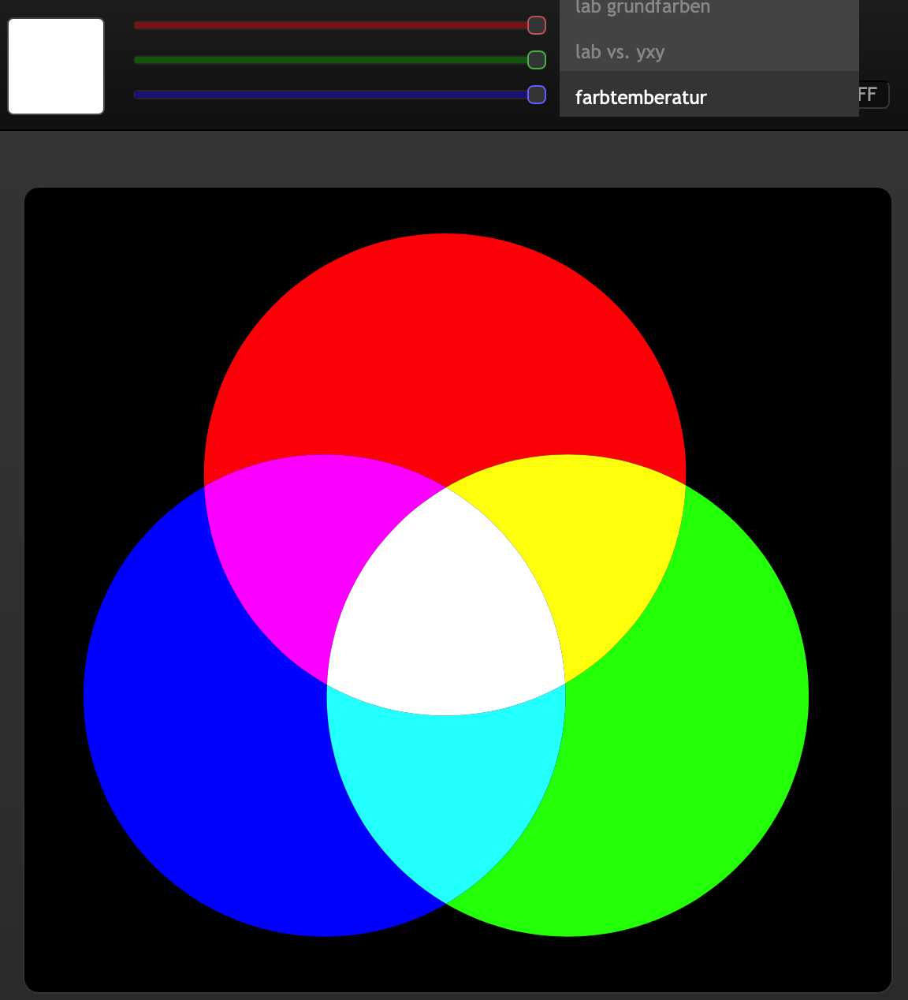 lab grundfarben
lab vs. yxy
farbtemberatur
FF